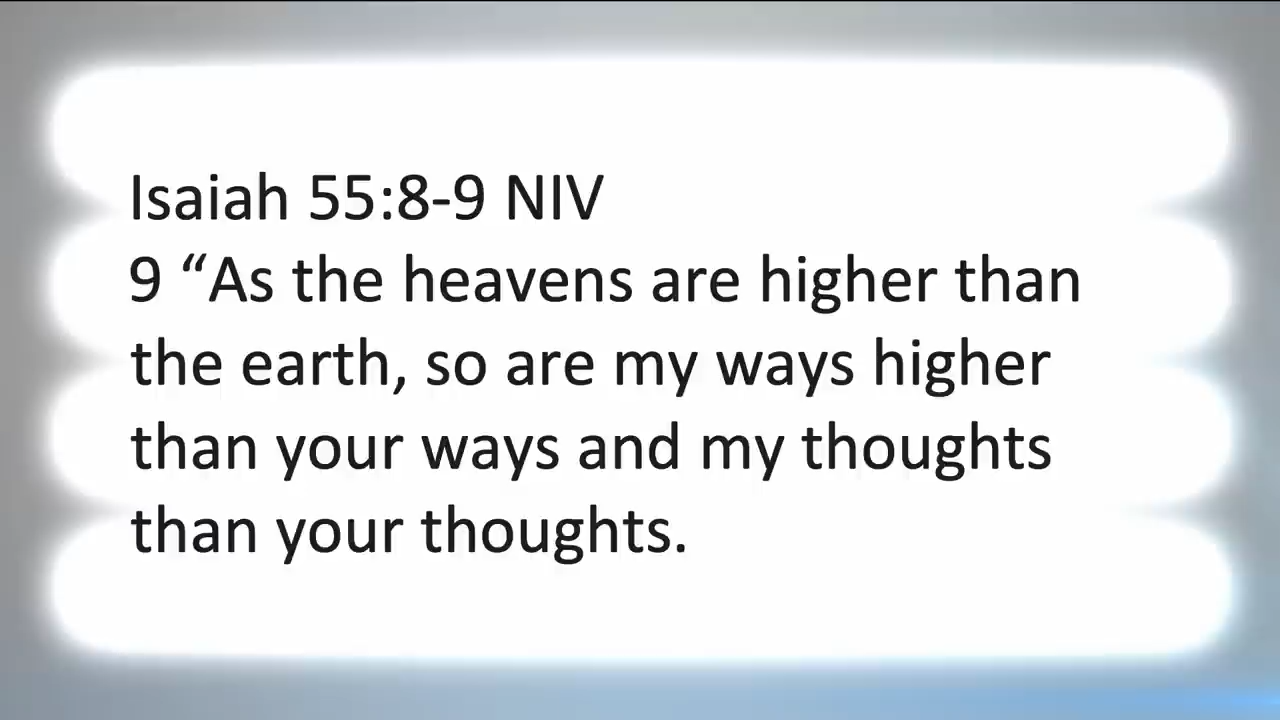 Isaiah 55:8-9 NIV
9 “As the heavens are higher than
the earth, so are my ways higher
than your ways and my thoughts
than your thoughts.